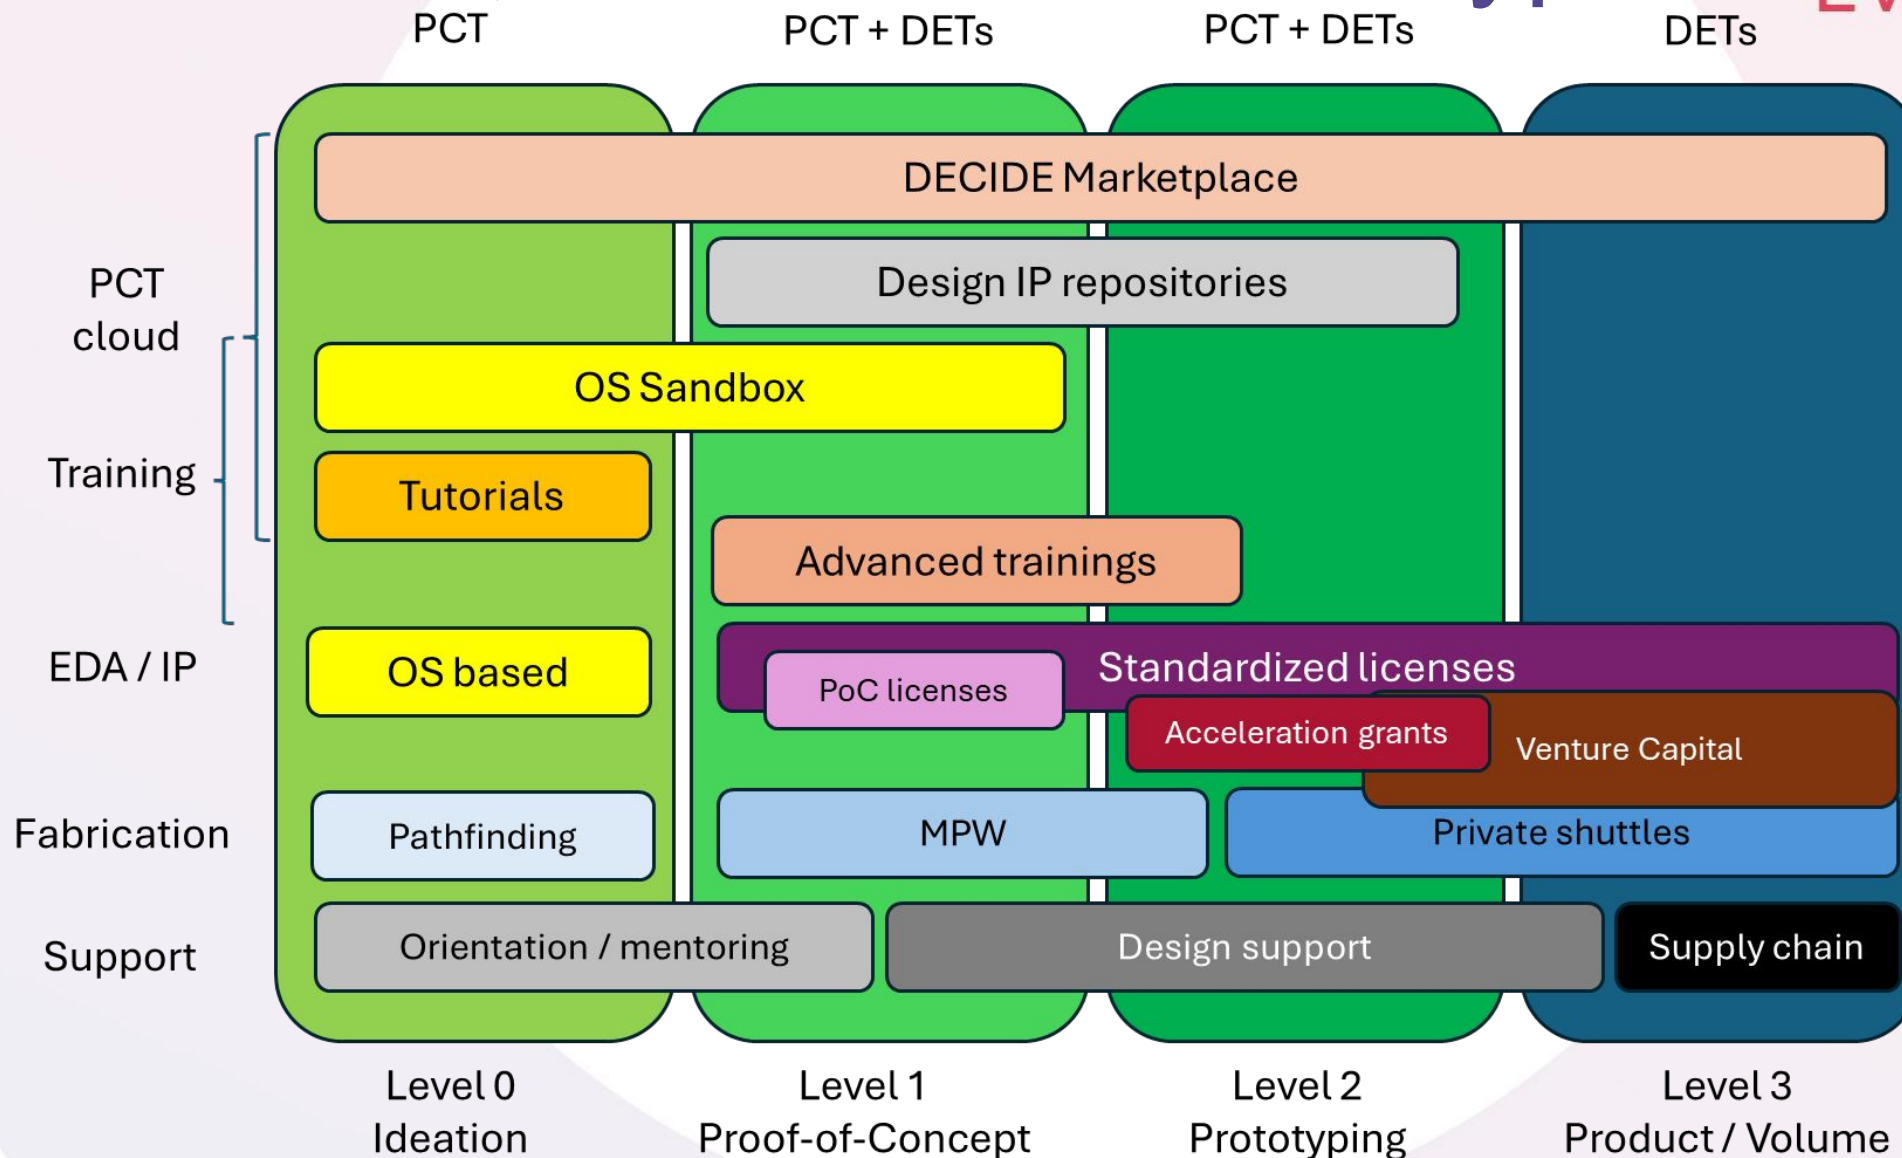 PCT
PCT + DETs
PCT + DETs
DETs
DECIDE Marketplace
Design IP repositories
PCT
cloud
OS Sandbox
Training
Tutorials
Advanced trainings
EDA / IP
OS based
Standardized licenses
PoC licenses
Acceleration grants
Venture Capital
Fabrication
Pathfinding
MPW
Private shuttles
Support
Orientation / mentoring
Design support
Supply chain
Level 0
Ideation
Level 1
Proof-of-Concept
Level 2
Prototyping
Level 3
Product / Volume